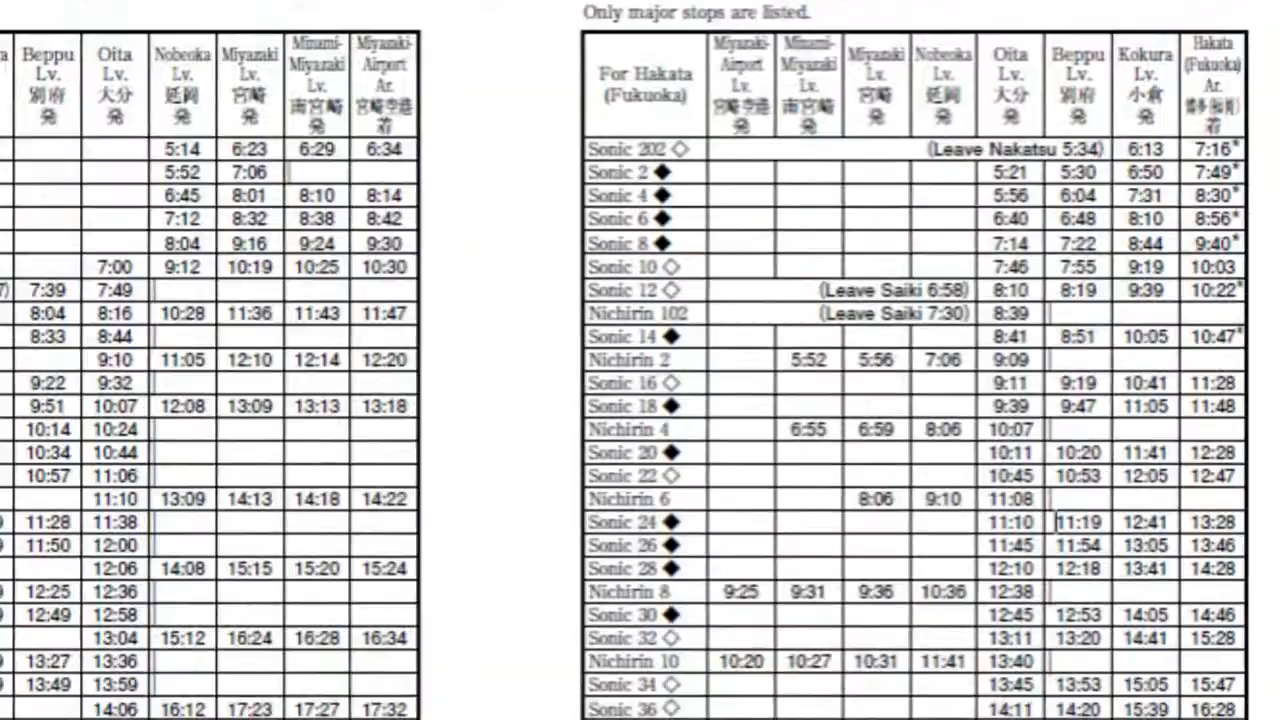 Only major stops are listed.
a Beppu Lv. 別府 発 Oita Lv. 大分 発 Nobeoka Lv. 延岡 発 Miyazaki Lv. 宮崎 発 Minami-Miyazaki Lv. 南宮崎 発 Miyazaki-Airport Ar. 宮崎空港 着
5:14 6:23 6:29 6:34
5:52 7:06
6:45 8:01 8:10 8:14
7:12 8:32 8:38 8:42
8:04 9:16 9:24 9:30
7:00 9:12 10:19 10:25 10:30
7) 7:39 7:49
8:04 8:16 10:28 11:36 11:43 11:47
8:33 8:44
9:10 11:05 12:10 12:14 12:20
9:22 9:32
9:51 10:07 12:08 13:09 13:13 13:18
10:14 10:24
10:34 10:44
10:57 11:06
11:10 13:09 14:13 14:18 14:22
11:28 11:38
11:50 12:00
12:06 14:08 15:15 15:20 15:24
12:25 12:36
12:49 12:58
13:04 15:12 16:24 16:28 16:34
13:27 13:36
13:49 13:59
14:06 16:12 17:23 17:27 17:32
For Hakata (Fukuoka) Miyazaki-Airport Lv. 宮崎空港 発 Minami-Miyazaki Lv. 南宮崎 発 Miyazaki Lv. 宮崎 発 Nobeoka Lv. 延岡 発 Oita Lv. 大分 発 Beppu Lv. 別府 発 Kokura Lv. 小倉 発 Hakata (Fukuoka) Ar. 博多(福岡) 着
Sonic 202 ◇ (Leave Nakatsu 5:34) 6:13 7:16*
Sonic 2 ◆ 5:21 5:30 6:50 7:49*
Sonic 4 ◆ 5:56 6:04 7:31 8:30*
Sonic 6 ◆ 6:40 6:48 8:10 8:56*
Sonic 8 ◆ 7:14 7:22 8:44 9:40*
Sonic 10 ◇ 7:46 7:55 9:19 10:03
Sonic 12 ◇ (Leave Saiki 6:58) 8:10 8:19 9:39 10:22*
Nichirin 102 (Leave Saiki 7:30) 8:39
Sonic 14 ◆ 8:41 8:51 10:05 10:47*
Nichirin 2 5:52 5:56 7:06 9:09
Sonic 16 ◇ 9:11 9:19 10:41 11:28
Sonic 18 ◆ 9:39 9:47 11:05 11:48
Nichirin 4 6:55 6:59 8:06 10:07
Sonic 20 ◆ 10:11 10:20 11:41 12:28
Sonic 22 ◇ 10:45 10:53 12:05 12:47
Nichirin 6 8:06 9:10 11:08
Sonic 24 ◆ 11:10 11:19 12:41 13:28
Sonic 26 ◆ 11:45 11:54 13:05 13:46
Sonic 28 ◆ 12:10 12:18 13:41 14:28
Nichirin 8 9:25 9:31 9:36 10:36 12:38
Sonic 30 ◆ 12:45 12:53 14:05 14:46
Sonic 32 ◇ 13:11 13:20 14:41 15:28
Nichirin 10 10:20 10:27 10:31 11:41 13:40
Sonic 34 ◇ 13:45 13:53 15:05 15:47
Sonic 36 ◇ 14:11 14:20 15:39 16:28